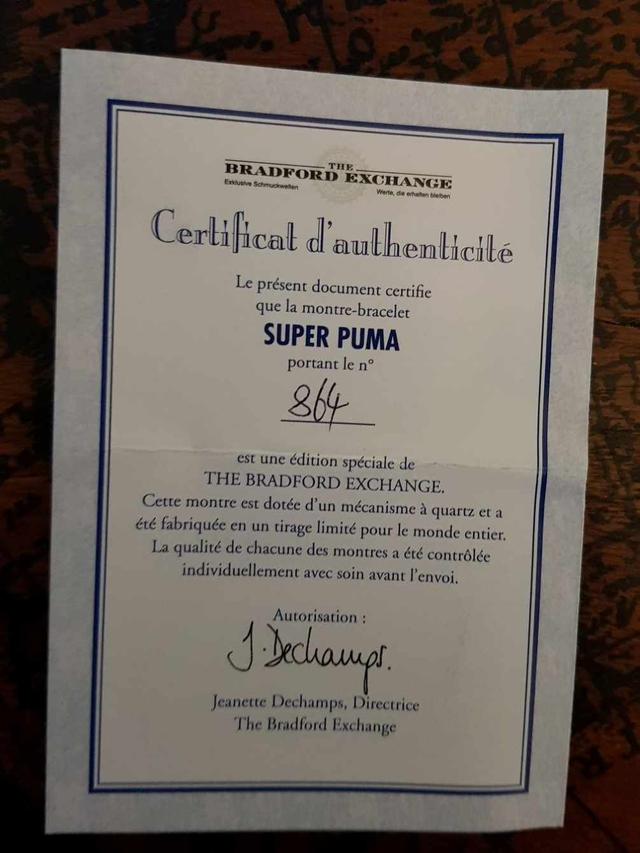 THE
BRADFORD EXCHANGE
Exklusive Schmuckwelten Werte, die erhalten bleiben
Certificat d'authenticité
Le présent document certifie
que la montre-bracelet
SUPER PUMA
portant le n°
864
est une édition spéciale de
THE BRADFORD EXCHANGE.
Cette montre est dotée d'un mécanisme à quartz et a
été fabriquée en un tirage limité pour le monde entier.
La qualité de chacune des montres a été contrôlée
individuellement avec soin avant l'envoi.
Autorisation :
J. Dechamps.
Jeanette Dechamps, Directrice
The Bradford Exchange